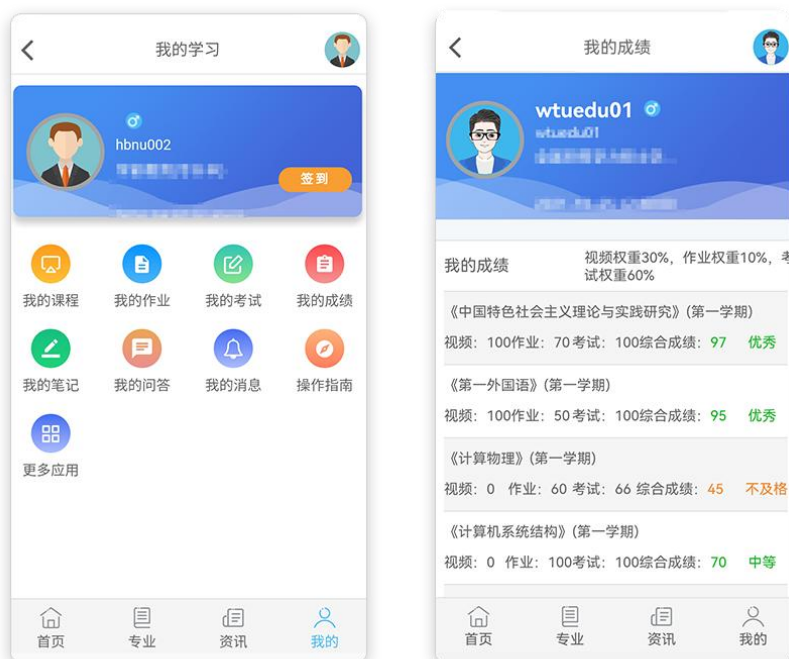 我的学习
hbnu002
签到
我的课程 我的作业 我的考试 我的成绩
我的笔记 我的问答 我的消息 操作指南
更多应用
首页 专业 资讯 我的
我的成绩
wtuedu01
wtuedu01
我的成绩
视频权重30%，作业权重10%，考
试权重60%
《中国特色社会主义理论与实践研究》(第一学期)
视频：100作业：70考试：100综合成绩：97 优秀
《第一外国语》(第一学期)
视频：100作业：50考试：100综合成绩：95 优秀
《计算物理》(第一学期)
视频：0 作业：60 考试：66 综合成绩：45 不及格
《计算机系统结构》(第一学期)
视频：0 作业：100考试：100综合成绩：70 中等
首页 专业 资讯 我的